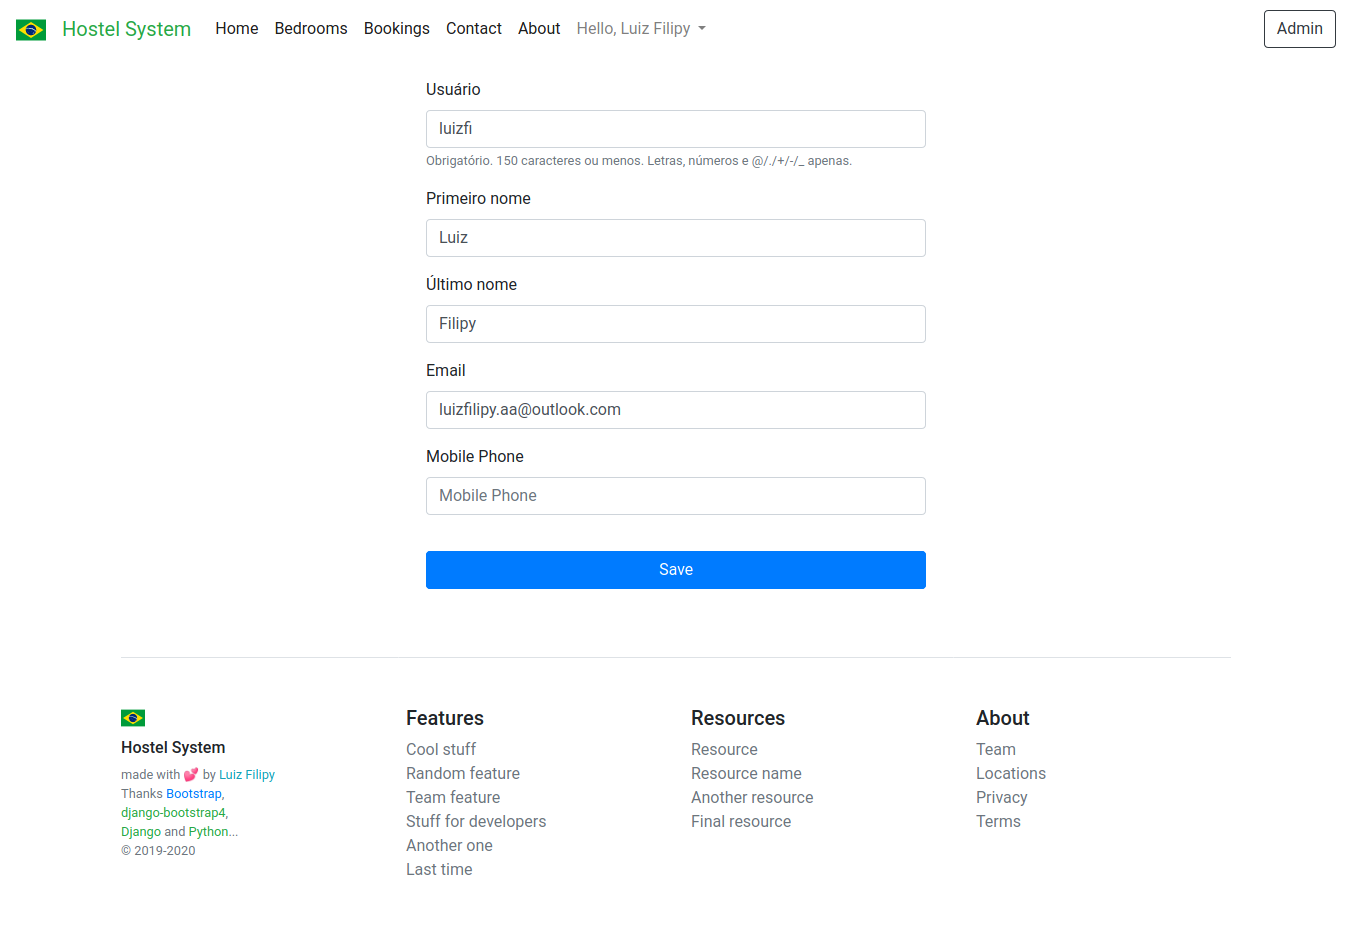 Hostel System Home Bedrooms Bookings Contact About Hello, Luiz Filipy Admin
Usuário
luizfi
Obrigatório. 150 caracteres ou menos. Letras, números e @/./+/-/_ apenas.
Primeiro nome
Luiz
Último nome
Filipy
Email
luizfilipy.aa@outlook.com
Mobile Phone
Mobile Phone
Save
Hostel System
made with 💕 by Luiz Filipy
Thanks Bootstrap,
django-bootstrap4,
Django and Python...
© 2019-2020
Features
Cool stuff
Random feature
Team feature
Stuff for developers
Another one
Last time
Resources
Resource
Resource name
Another resource
Final resource
About
Team
Locations
Privacy
Terms